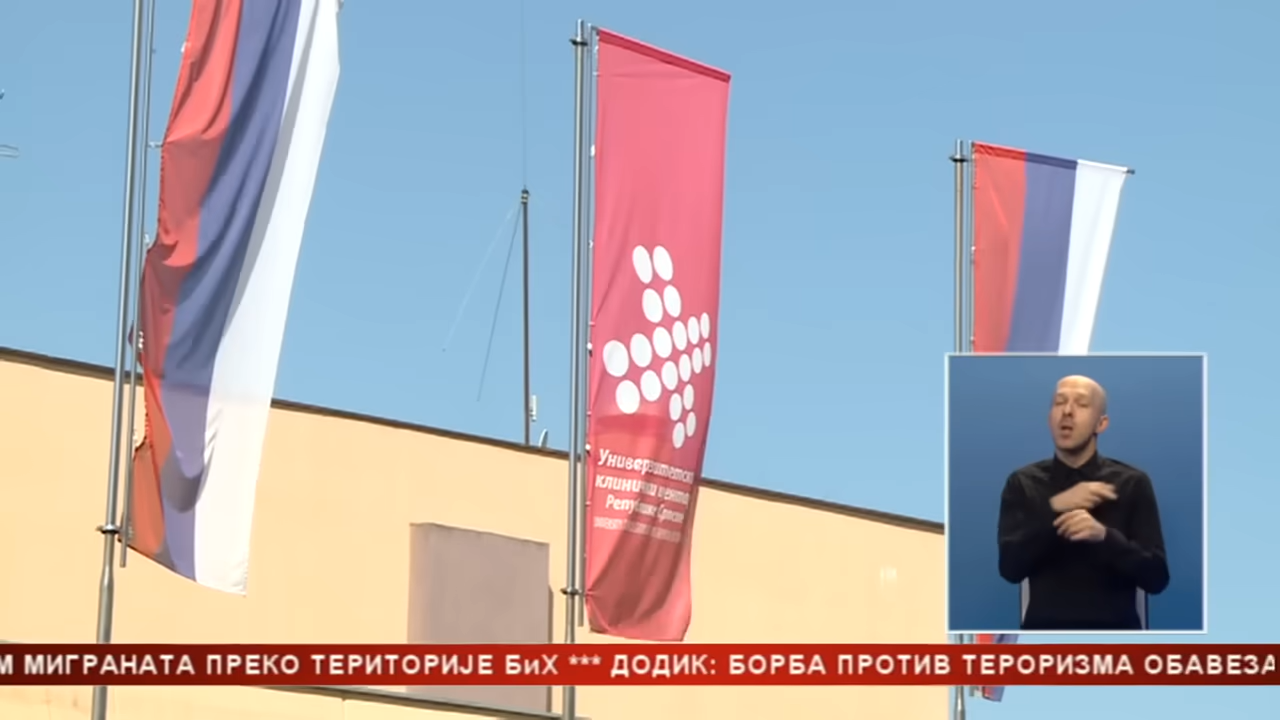 Универзитетски
клинички центар
Републике Српске
М МИГРАНАТА ПРЕКО ТЕРИТОРИЈЕ БиХ *** ДОДИК: БОРБА ПРОТИВ ТЕРОРИЗМА ОБАВЕЗА